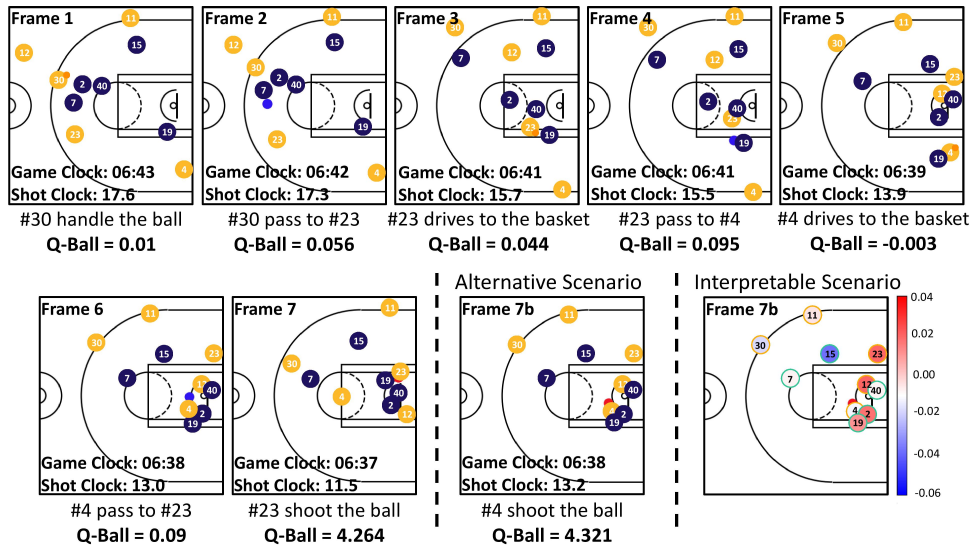 Frame 1
11
12
15
30
2
40
7
23
19
4
Game Clock: 06:43
Shot Clock: 17.6
#30 handle the ball
Q-Ball = 0.01
Frame 2
11
12
15
30
2
40
7
23
19
4
Game Clock: 06:42
Shot Clock: 17.3
#30 pass to #23
Q-Ball = 0.056
Frame 3
11
30
15
12
7
2
40
23
19
4
Game Clock: 06:41
Shot Clock: 15.7
#23 drives to the basket
Q-Ball = 0.044
Frame 4
11
30
15
12
7
2
40
23
19
4
Game Clock: 06:41
Shot Clock: 15.5
#23 pass to #4
Q-Ball = 0.095
Frame 5
11
30
15
23
7
12
40
2
4
19
Game Clock: 06:39
Shot Clock: 13.9
#4 drives to the basket
Q-Ball = -0.003
Frame 6
11
30
15
23
7
12
40
4
2
19
Game Clock: 06:38
Shot Clock: 13.0
#4 pass to #23
Q-Ball = 0.09
Frame 7
11
15
30
23
7
19
40
4
2
12
Game Clock: 06:37
Shot Clock: 11.5
#23 shoot the ball
Q-Ball = 4.264
Alternative Scenario
Frame 7b
11
30
15
23
7
12
40
4
2
19
Game Clock: 06:38
Shot Clock: 13.2
#4 shoot the ball
Q-Ball = 4.321
Interpretable Scenario
Frame 7b
11
30
15
23
7
12
40
4
2
19
0.04
0.02
0.00
-0.02
-0.04
-0.06